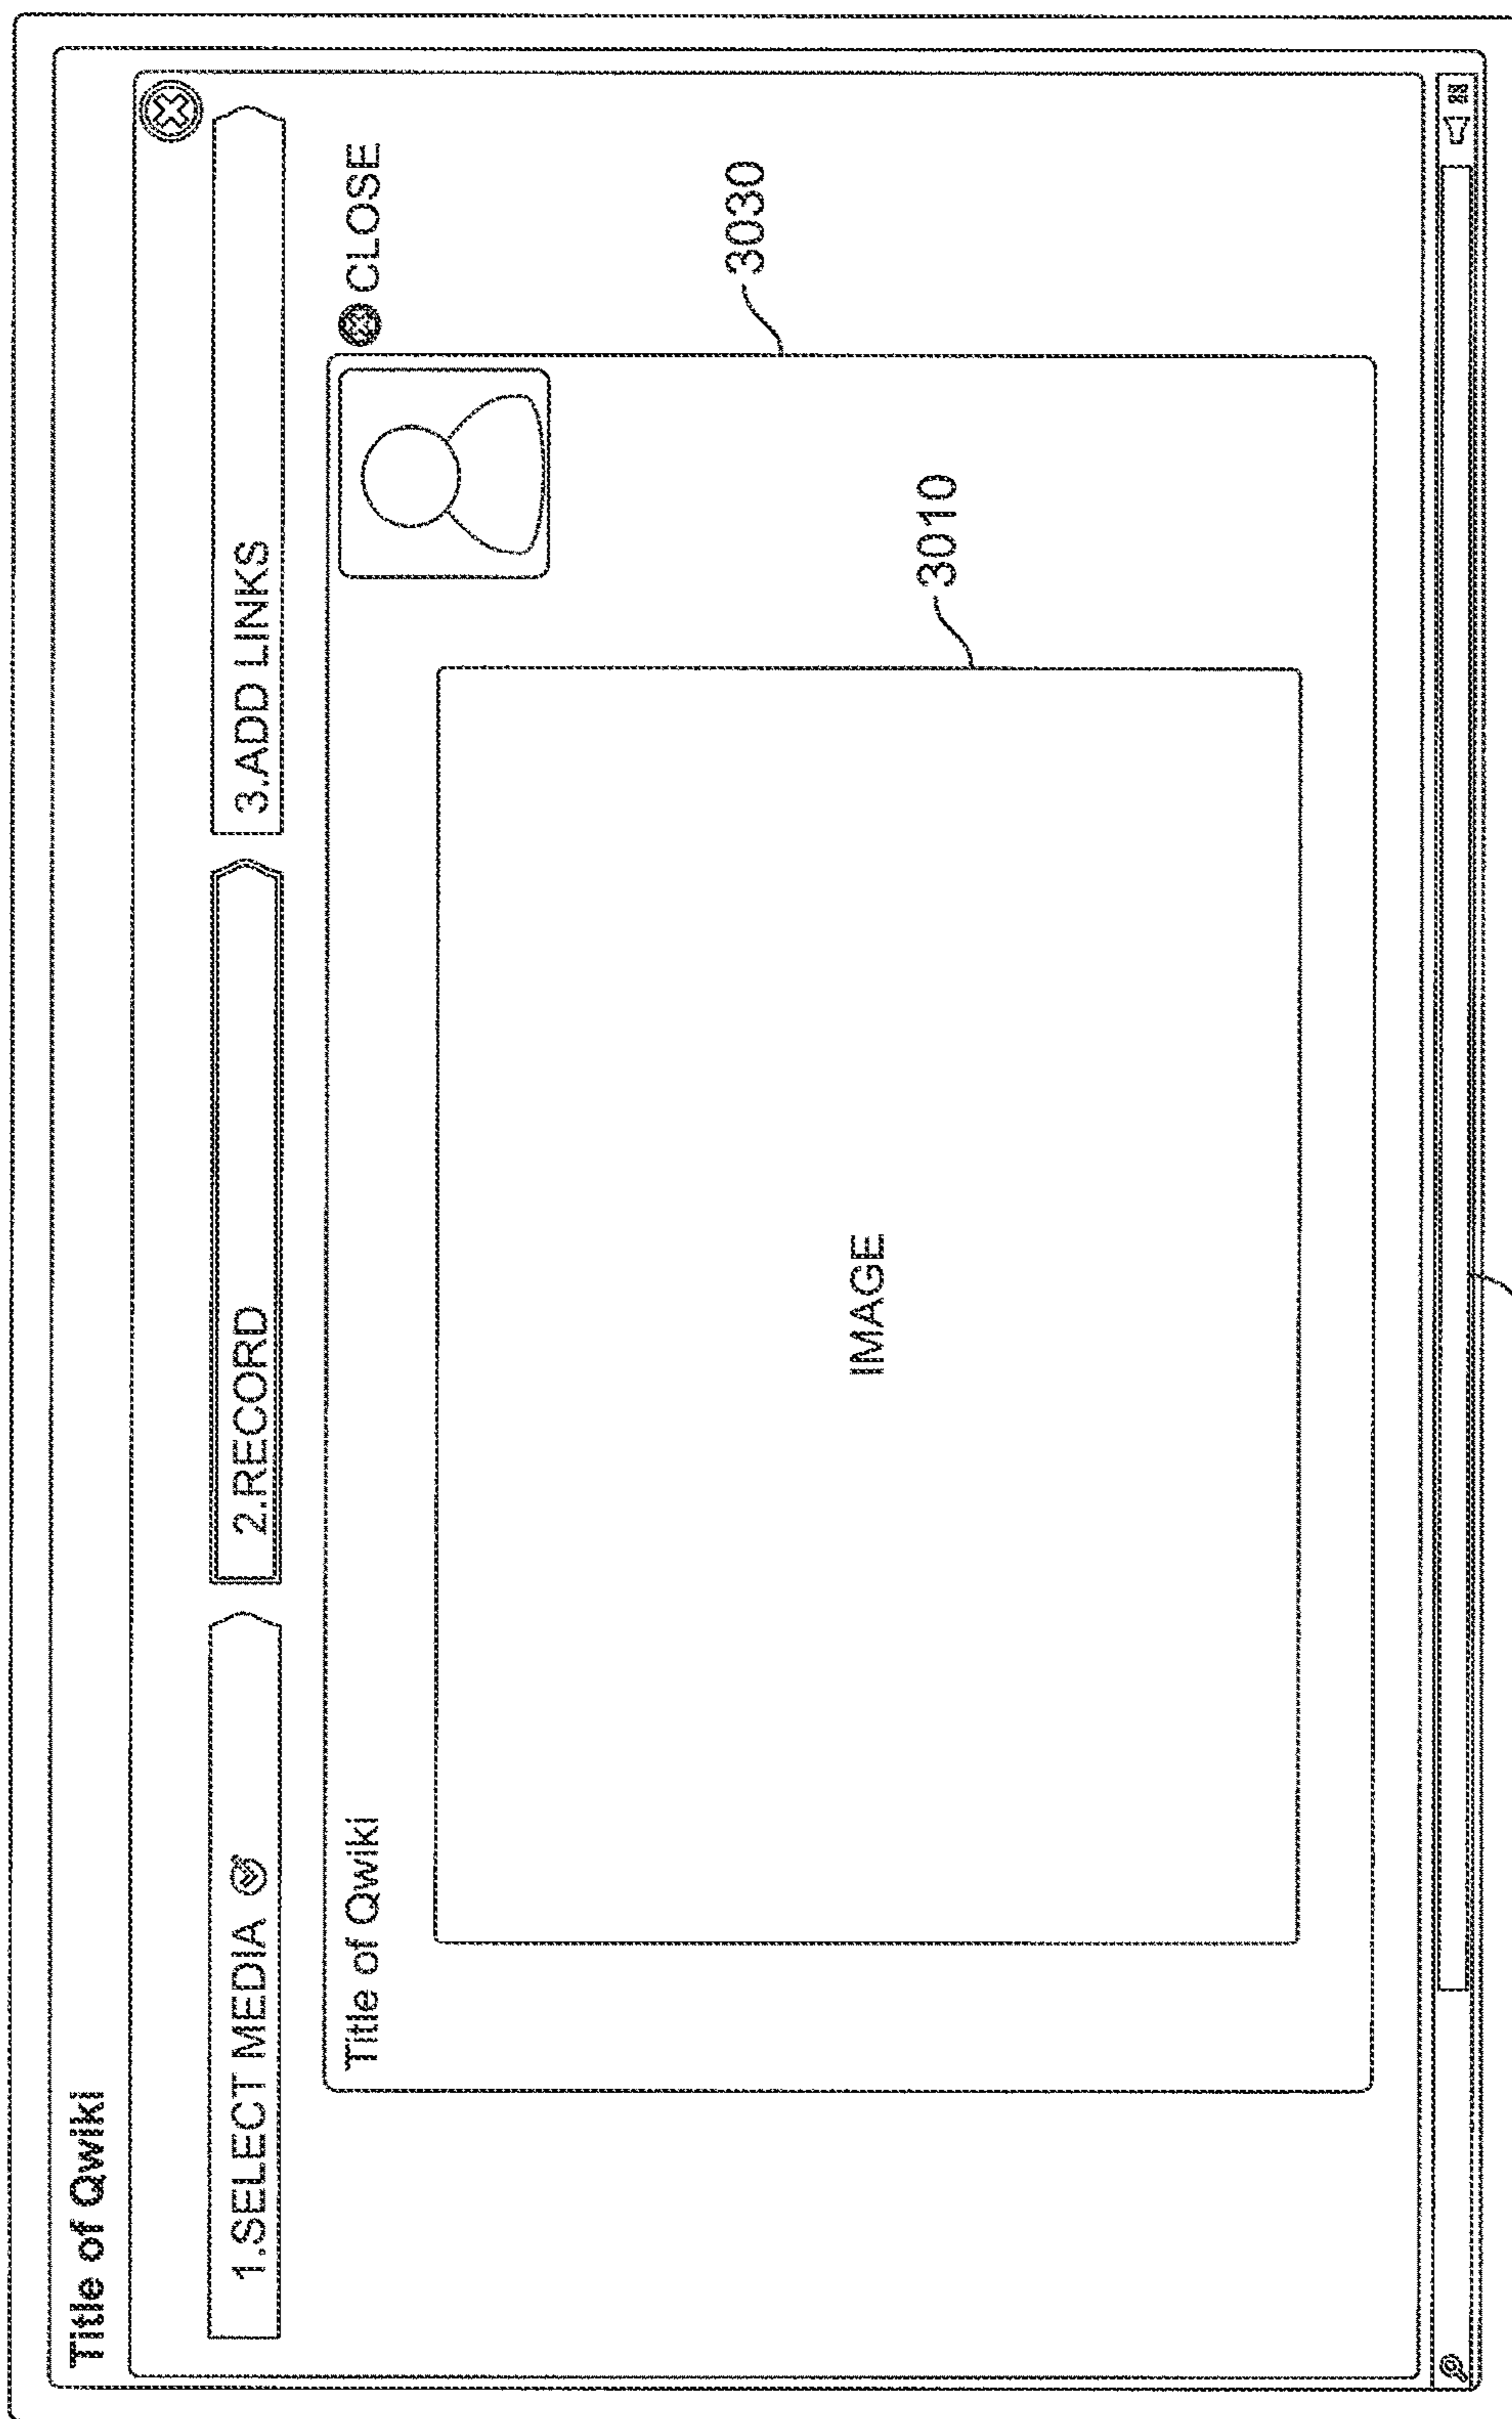 Title of Qwiki
1.SELECT MEDIA
2.RECORD
3.ADD LINKS
Title of Qwiki
CLOSE
3030
3010
IMAGE